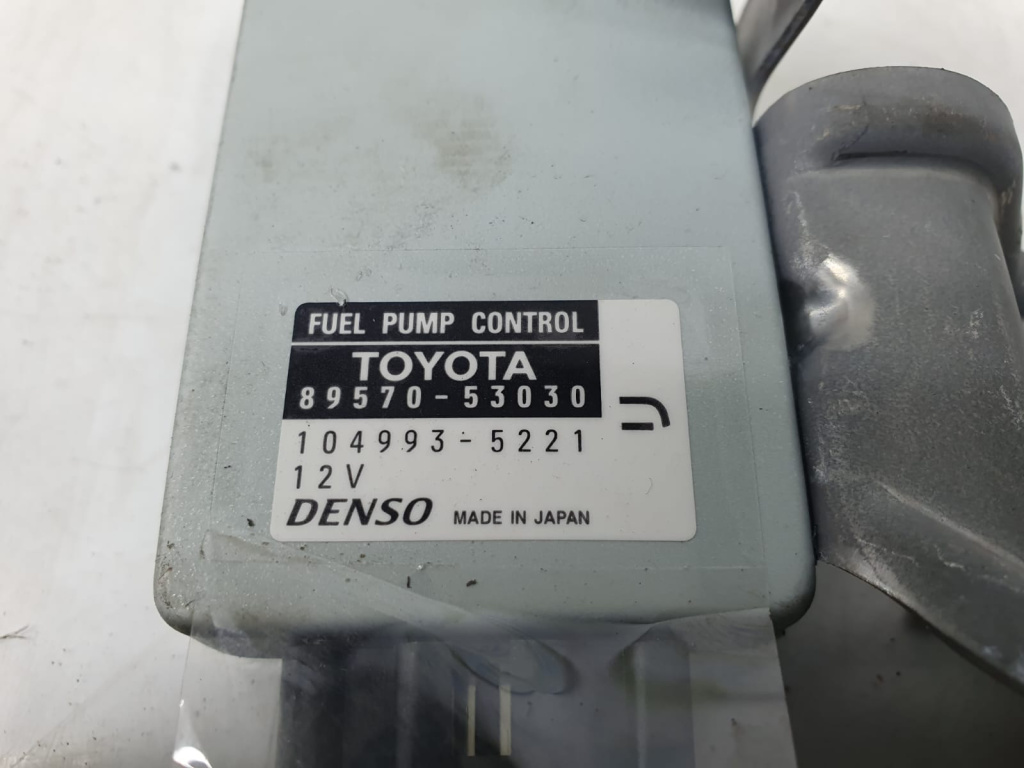 FUEL PUMP CONTROL
TOYOTA
89570-53030
104993-5221
12V
DENSO MADE IN JAPAN